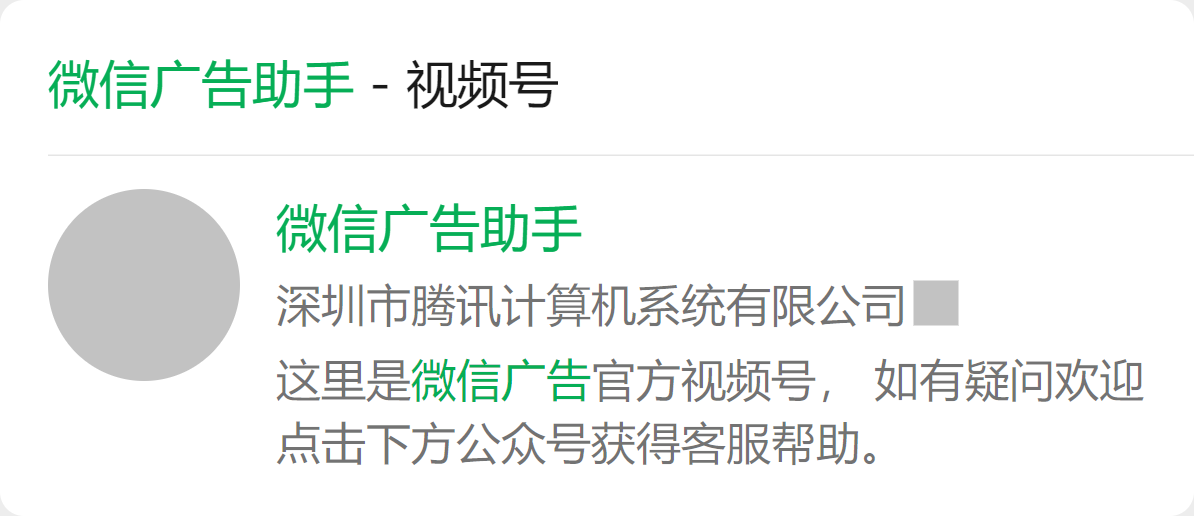 微信广告助手 - 视频号
微信广告助手
深圳市腾讯计算机系统有限公司
这里是微信广告官方视频号， 如有疑问欢迎
点击下方公众号获得客服帮助。